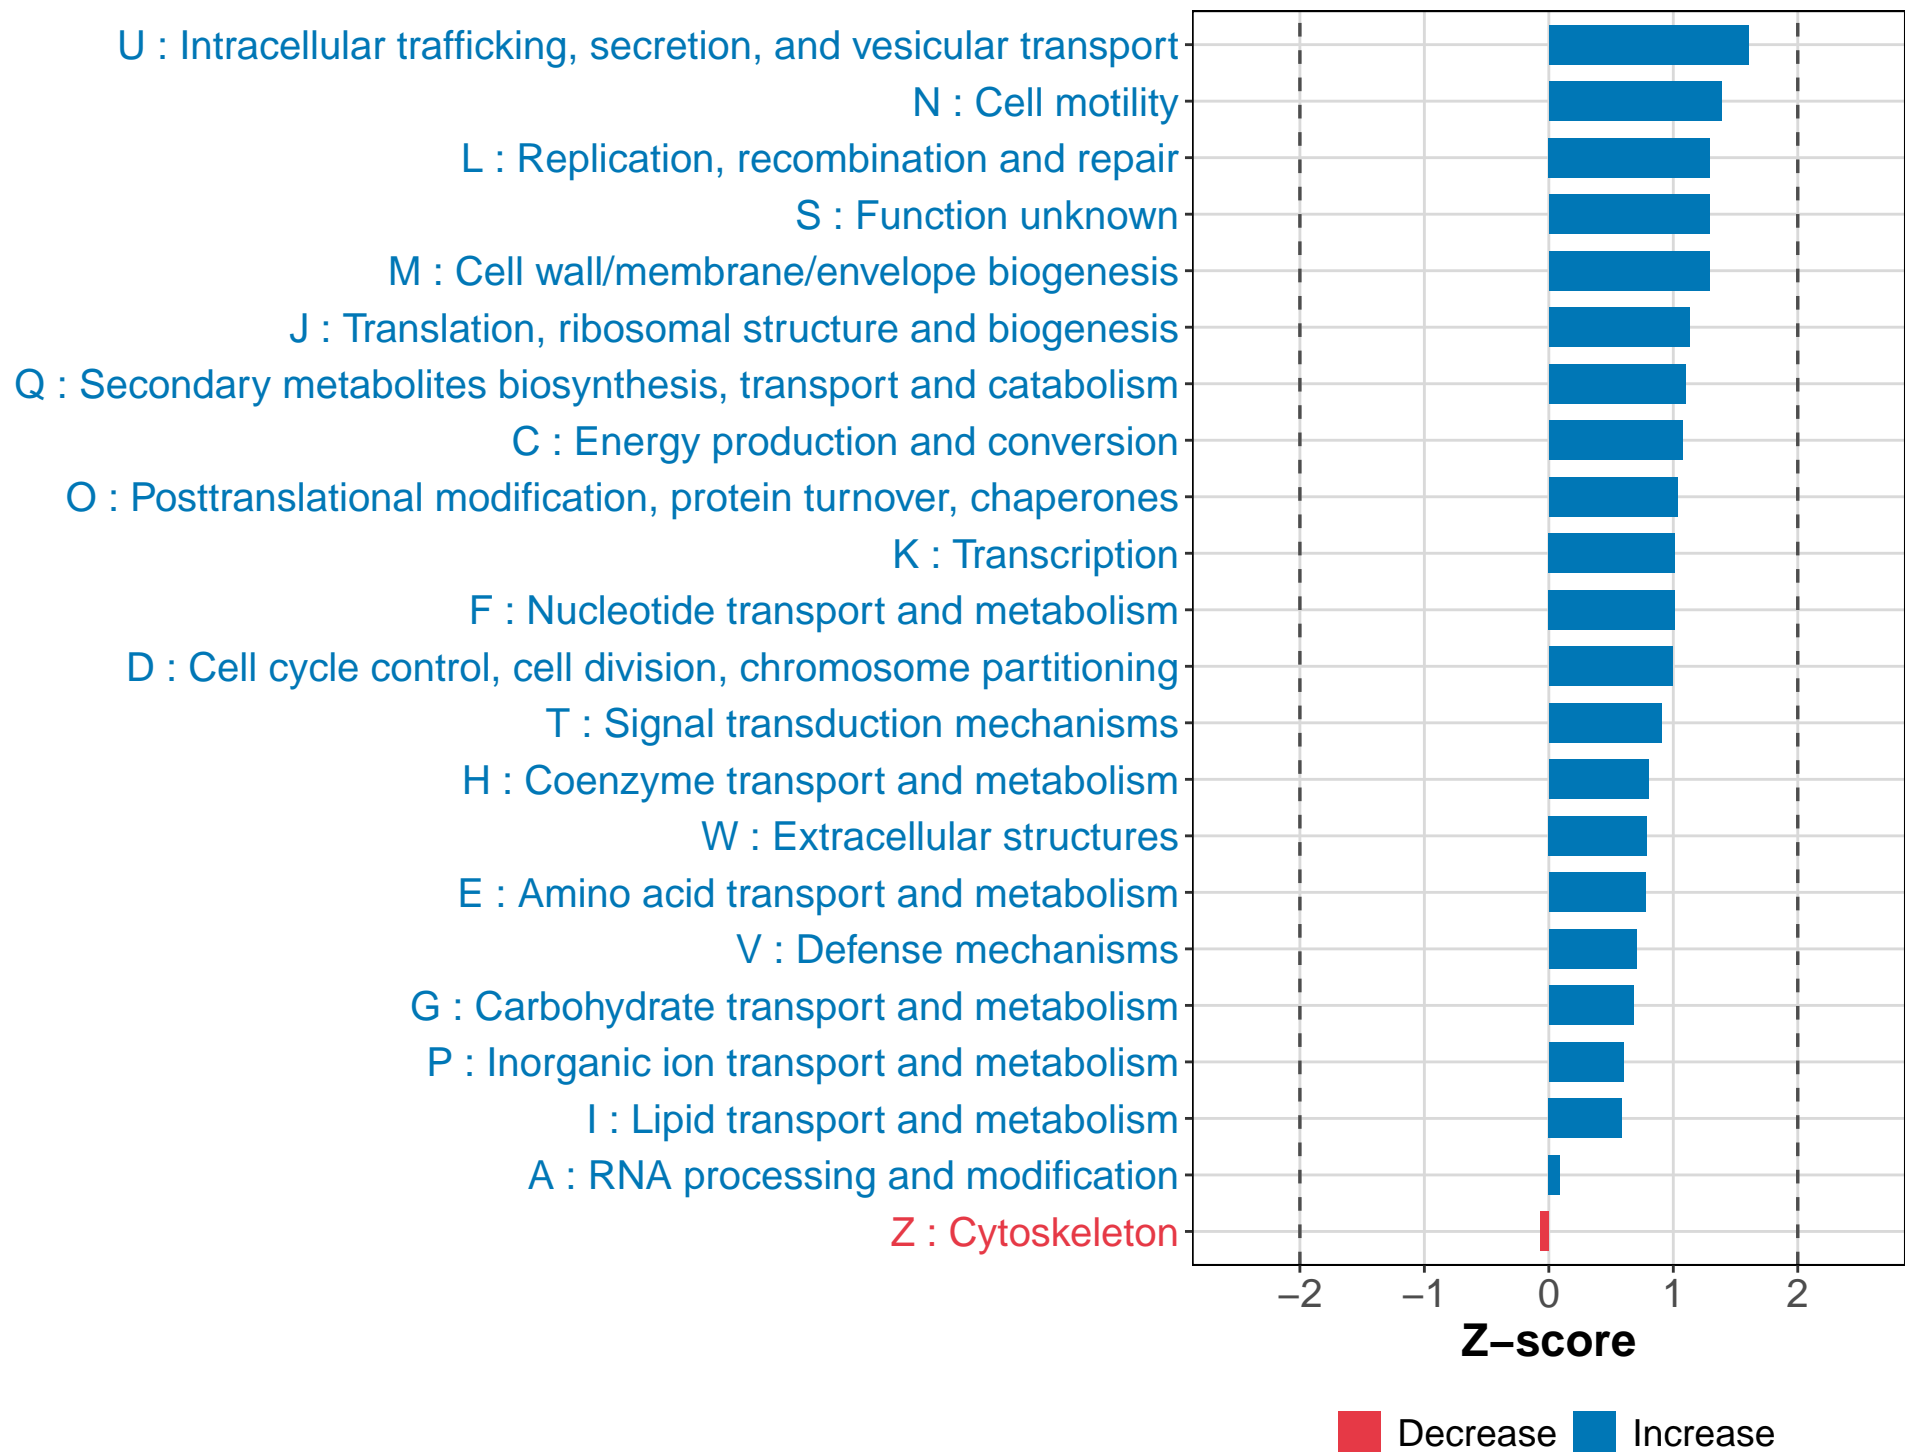 U : Intracellular trafficking, secretion, and vesicular transport
N : Cell motility
L : Replication, recombination and repair
S : Function unknown
M : Cell wall/membrane/envelope biogenesis
J : Translation, ribosomal structure and biogenesis
Q : Secondary metabolites biosynthesis, transport and catabolism
C : Energy production and conversion
O : Posttranslational modification, protein turnover, chaperones
K : Transcription
F : Nucleotide transport and metabolism
D : Cell cycle control, cell division, chromosome partitioning
T : Signal transduction mechanisms
H : Coenzyme transport and metabolism
W : Extracellular structures
E : Amino acid transport and metabolism
V : Defense mechanisms
G : Carbohydrate transport and metabolism
P : Inorganic ion transport and metabolism
I : Lipid transport and metabolism
A : RNA processing and modification
Z : Cytoskeleton
−2 −1 0 1 2
Z−score
Decrease Increase